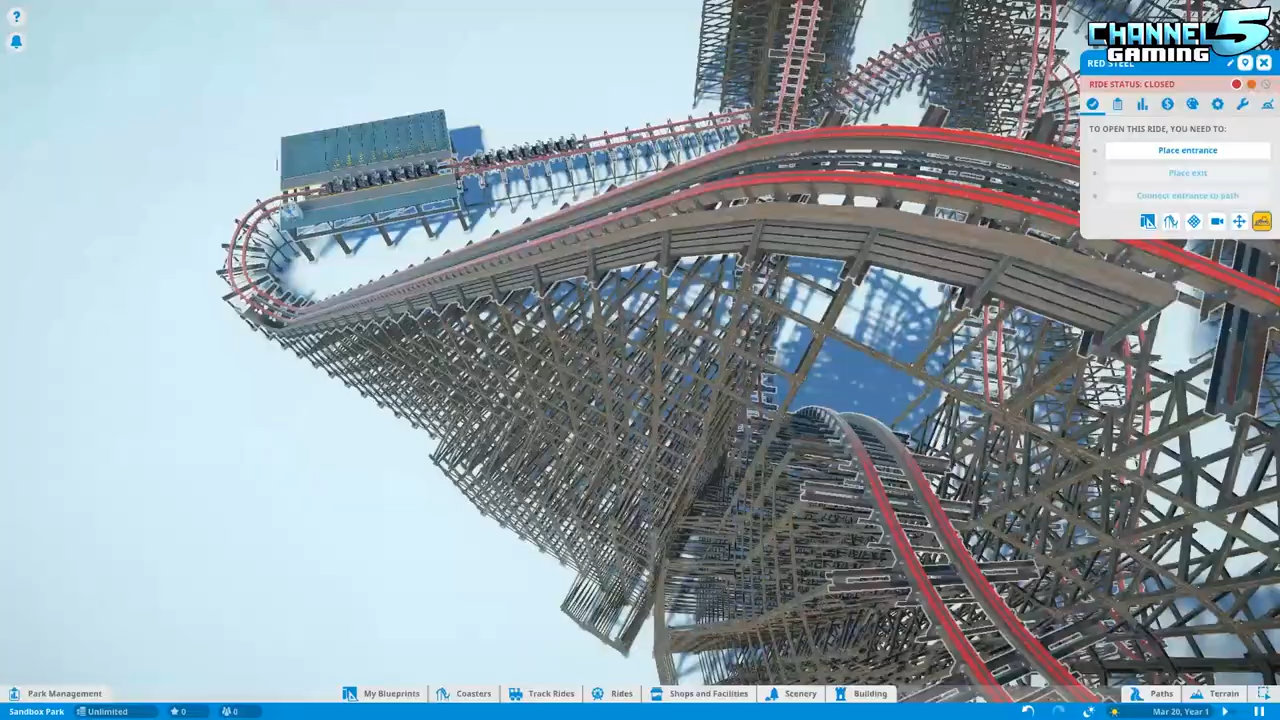 CHANNEL 5
GAMING
RED STEEL
RIDE STATUS: CLOSED
TO OPEN THIS RIDE, YOU NEED TO:
Place entrance
Place exit
Connect entrance to path
Park Management
My Blueprints
Coasters
Track Rides
Rides
Shops and Facilities
Scenery
Building
Paths
Terrain
Sandbox Park
Unlimited
0
0
Mar 20, Year 1